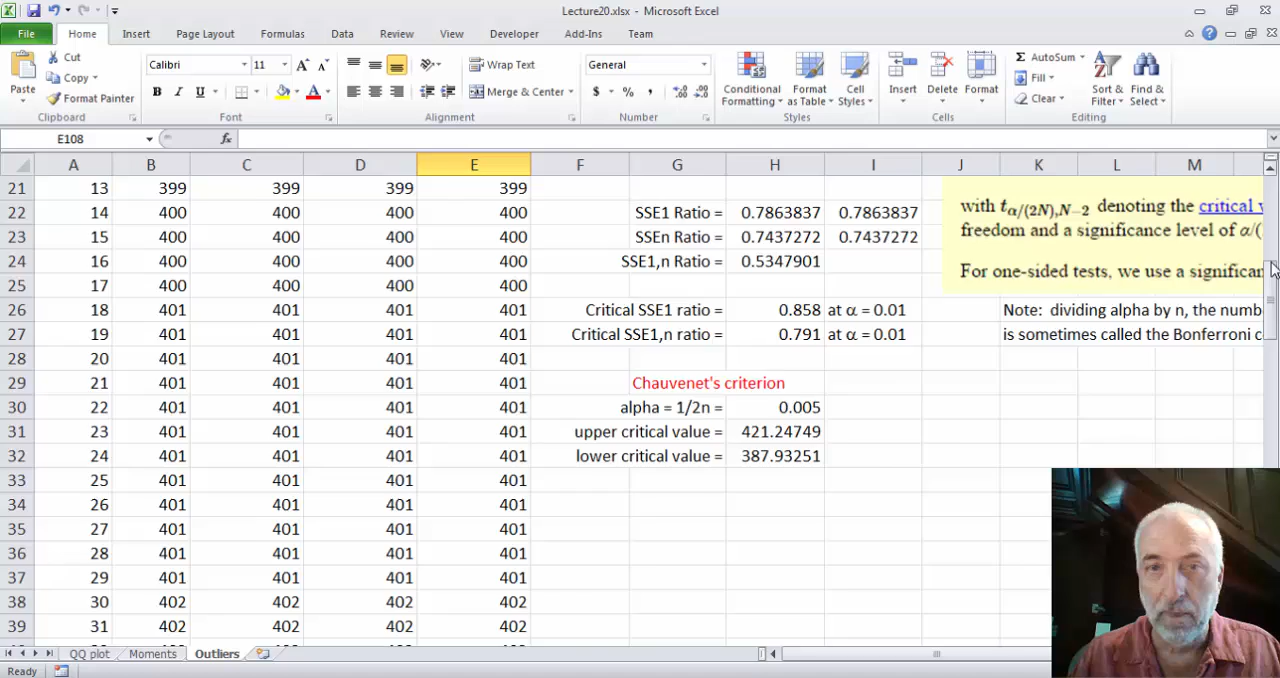 Lecture20.xlsx - Microsoft Excel
File Home Insert Page Layout Formulas Data Review View Developer Add-Ins Team
Paste
Cut
Copy
Format Painter
Clipboard
Calibri 11
B I U
Font
Wrap Text
Merge & Center
Alignment
General
$ % ,
Number
Conditional Formatting
Format as Table
Cell Styles
Styles
Insert Delete Format
Cells
Σ AutoSum
Fill
Clear
Sort & Filter
Find & Select
Editing
E108 fx
A B C D E F G H I J K L M
21 13 399 399 399 399
22 14 400 400 400 400 SSE1 Ratio = 0.7863837 0.7863837
23 15 400 400 400 400 SSEn Ratio = 0.7437272 0.7437272
24 16 400 400 400 400 SSE1,n Ratio = 0.5347901
25 17 400 400 400 400
26 18 401 401 401 401 Critical SSE1 ratio = 0.858 at α = 0.01
27 19 401 401 401 401 Critical SSE1,n ratio = 0.791 at α = 0.01
28 20 401 401 401 401
29 21 401 401 401 401 Chauvenet's criterion
30 22 401 401 401 401 alpha = 1/2n = 0.005
31 23 401 401 401 401 upper critical value = 421.24749
32 24 401 401 401 401 lower critical value = 387.93251
33 25 401 401 401 401
34 26 401 401 401 401
35 27 401 401 401 401
36 28 401 401 401 401
37 29 401 401 401 401
38 30 402 402 402 402
39 31 402 402 402 402
with tα/(2N),N−2 denoting the critical v
freedom and a significance level of α/(
For one-sided tests, we use a significan
Note: dividing alpha by n, the numb
is sometimes called the Bonferroni c
QQ plot Moments Outliers
Ready